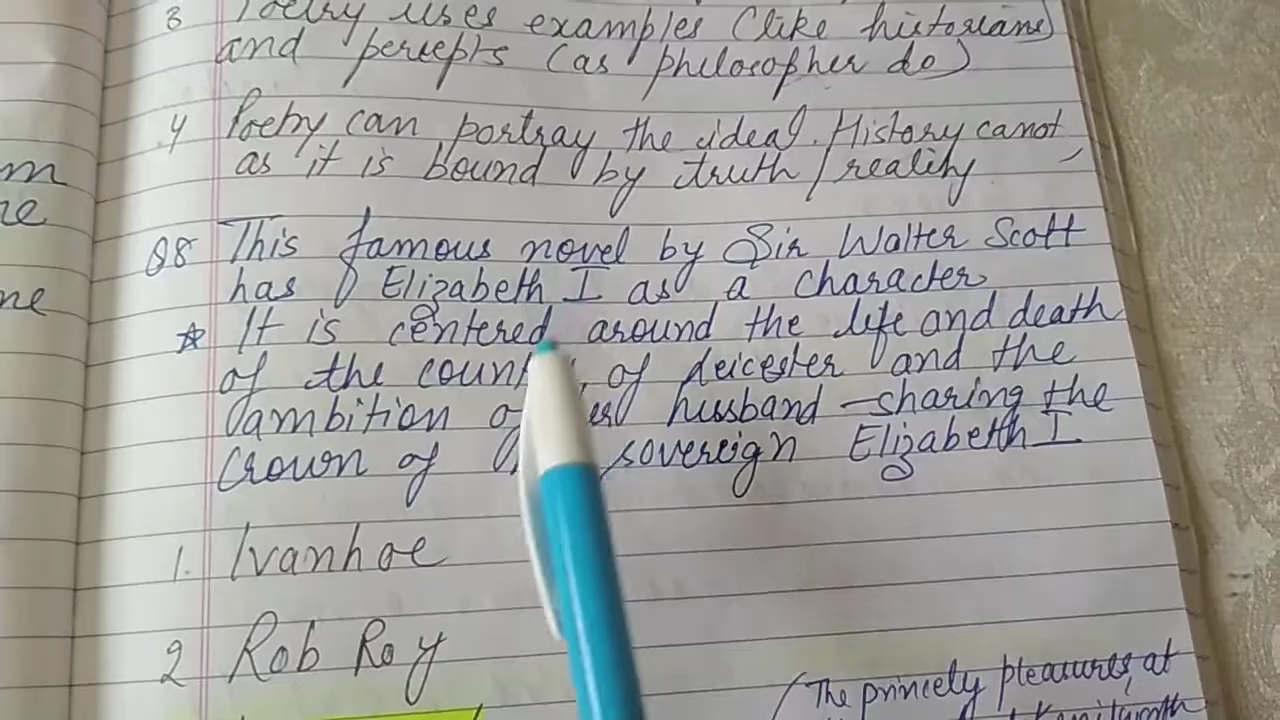 3 Poetry uses examples (like historians)
and percepts (as philosopher do)
4 Poetry can portray the ideal. History canot
as it is bound by truth / reality
m
re
ne
Q8 This famous novel by Sir Walter Scott
has Elizabeth I as a character
☆ It is centered around the life and death
of the of Leicester and the
ambition husband - sharing the
Crown of sovereign Elizabeth I
1. Ivanhoe
2 Rob Roy
(The princely pleasures, at